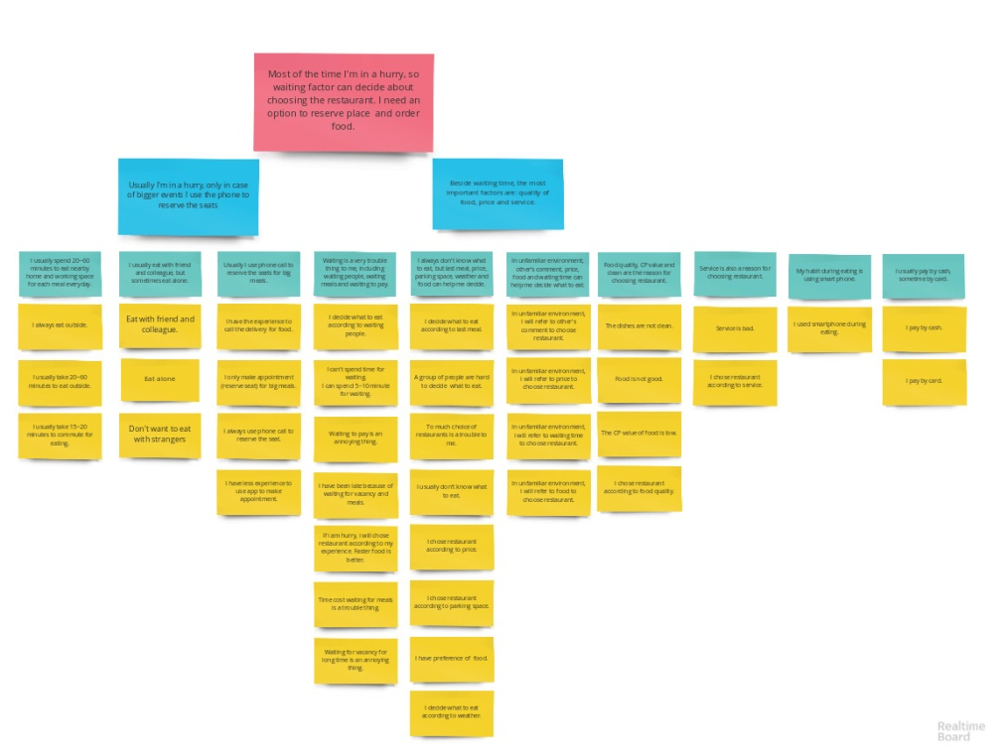 Most of the time I'm in a hurry, so
waiting factor can decide about
choosing the restaurant. I need an
option to reserve place and order
food.
Usually I'm in a hurry, only in case
of bigger events I use the phone to
reserve the seats
Beside waiting time, the most
important factors are: quality of
food, price and service.
I usually spend 20~60
minutes to eat nearby
home and working space
for each meal everyday.
I usually eat with friend
and colleague, but
sometimes eat alone.
Usually I use phone call to
reserve the seats for big
meals.
Waiting is a very trouble
thing to me, including
waiting people, waiting
meals and waiting to pay.
I always don't know what
to eat, but last meal, price,
parking space, weather and
food can help me decide.
In unfamiliar environment,
other's comment, price,
food and waiting time can
help me decide what to eat.
Food quality, CP value and
clean are the reason for
choosing restaurant.
Service is also a reason for
choosing restaurant.
My habit during eating is
using smart phone.
I usually pay by cash,
sometime by card.
I always eat outside.
I usually take 20~60
minutes to eat outside.
I usually take 15~20
minutes to commute for
eating.
Eat with friend and
colleague.
Eat alone
Don't want to eat
with strangers
I have the experience to
call the delivery for food.
I only make appointment
(reserve seat) for big meals.
I always use phone call to
reserve the seat.
I have less experience to
use app to make
appointment.
I decide what to eat
according to waiting
people.
I can't spend time for
waiting.
I can spend 5~10 minute
for waiting.
Waiting to pay is an
annoying thing.
I have been late because of
waiting for vacancy and
meals.
If i am hurry, i will chose
restaurant according to my
experience. Faster food is
better.
Time cost waiting for meals
is a trouble thing.
Waiting for vacancy for
long time is an annoying
thing.
I decide what to eat
according to last meal.
A group of people are hard
to decide what to eat.
To much choice of
restaurants is a trouble to
me.
I usually don't know what
to eat.
I chose restaurant
according to price.
I chose restaurant
according to parking space.
I have preference of food.
I decide what to eat
according to weather.
In unfamiliar environment,
I will refer to other's
comment to choose
restaurant.
In unfamiliar environment,
I will refer to price to
choose restaurant.
In unfamiliar environment,
I will refer to waiting time
to choose restaurant.
In unfamiliar environment,
I will refer to food to
choose restaurant.
The dishes are not clean.
Food is not good.
The CP value of food is low.
I chose restaurant
according to food quality.
Service is bad.
I chose restaurant
according to service.
I used smartphone during
eating.
I pay by cash.
I pay by card.
Realtime
Board